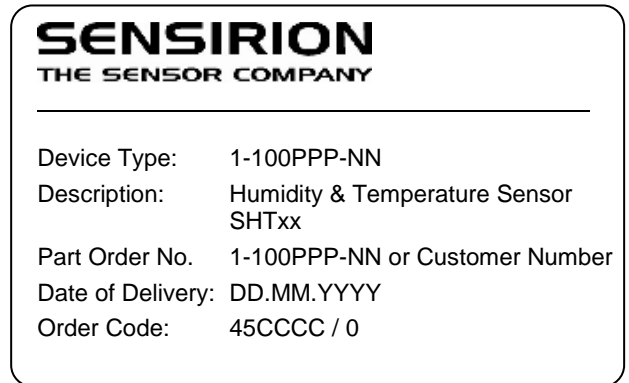 SENSIRION
THE SENSOR COMPANY
Device Type: 1-100PPP-NN
Description: Humidity & Temperature Sensor
SHTxx
Part Order No. 1-100PPP-NN or Customer Number
Date of Delivery: DD.MM.YYYY
Order Code: 45CCCC / 0